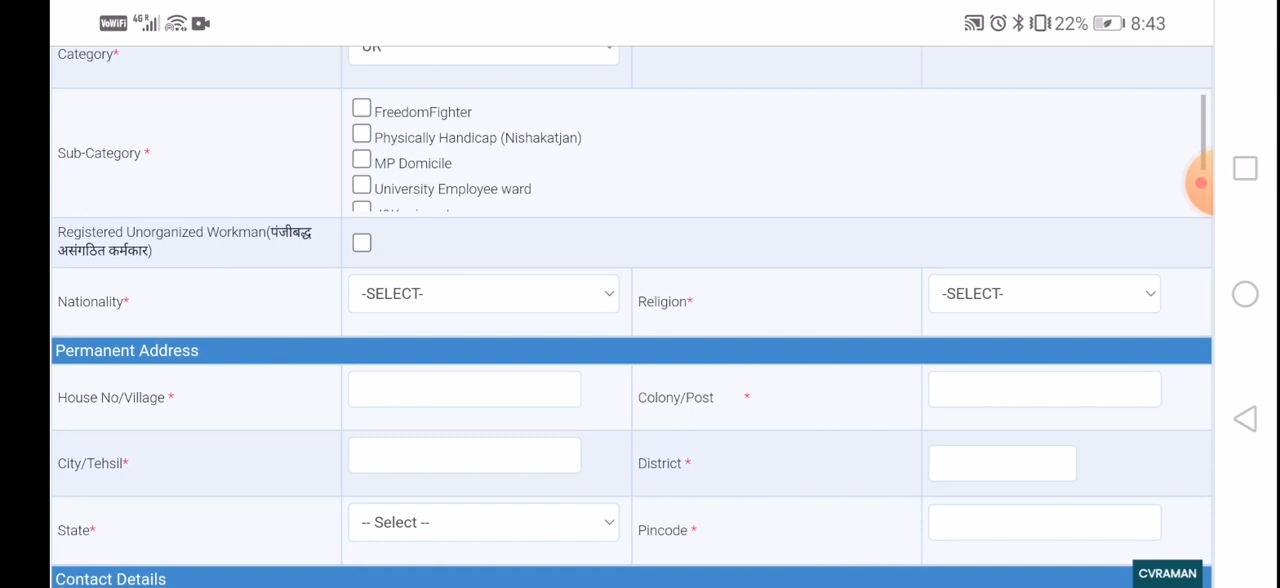 VoWiFi 4G R 22% 8:43
Category* UR
Sub-Category *
FreedomFighter
Physically Handicap (Nishakatjan)
MP Domicile
University Employee ward
Registered Unorganized Workman(पंजीबद्ध
असंगठित कर्मकार)
Nationality* -SELECT- Religion* -SELECT-
Permanent Address
House No/Village * Colony/Post *
City/Tehsil* District *
State* -- Select -- Pincode *
Contact Details
CVRAMAN